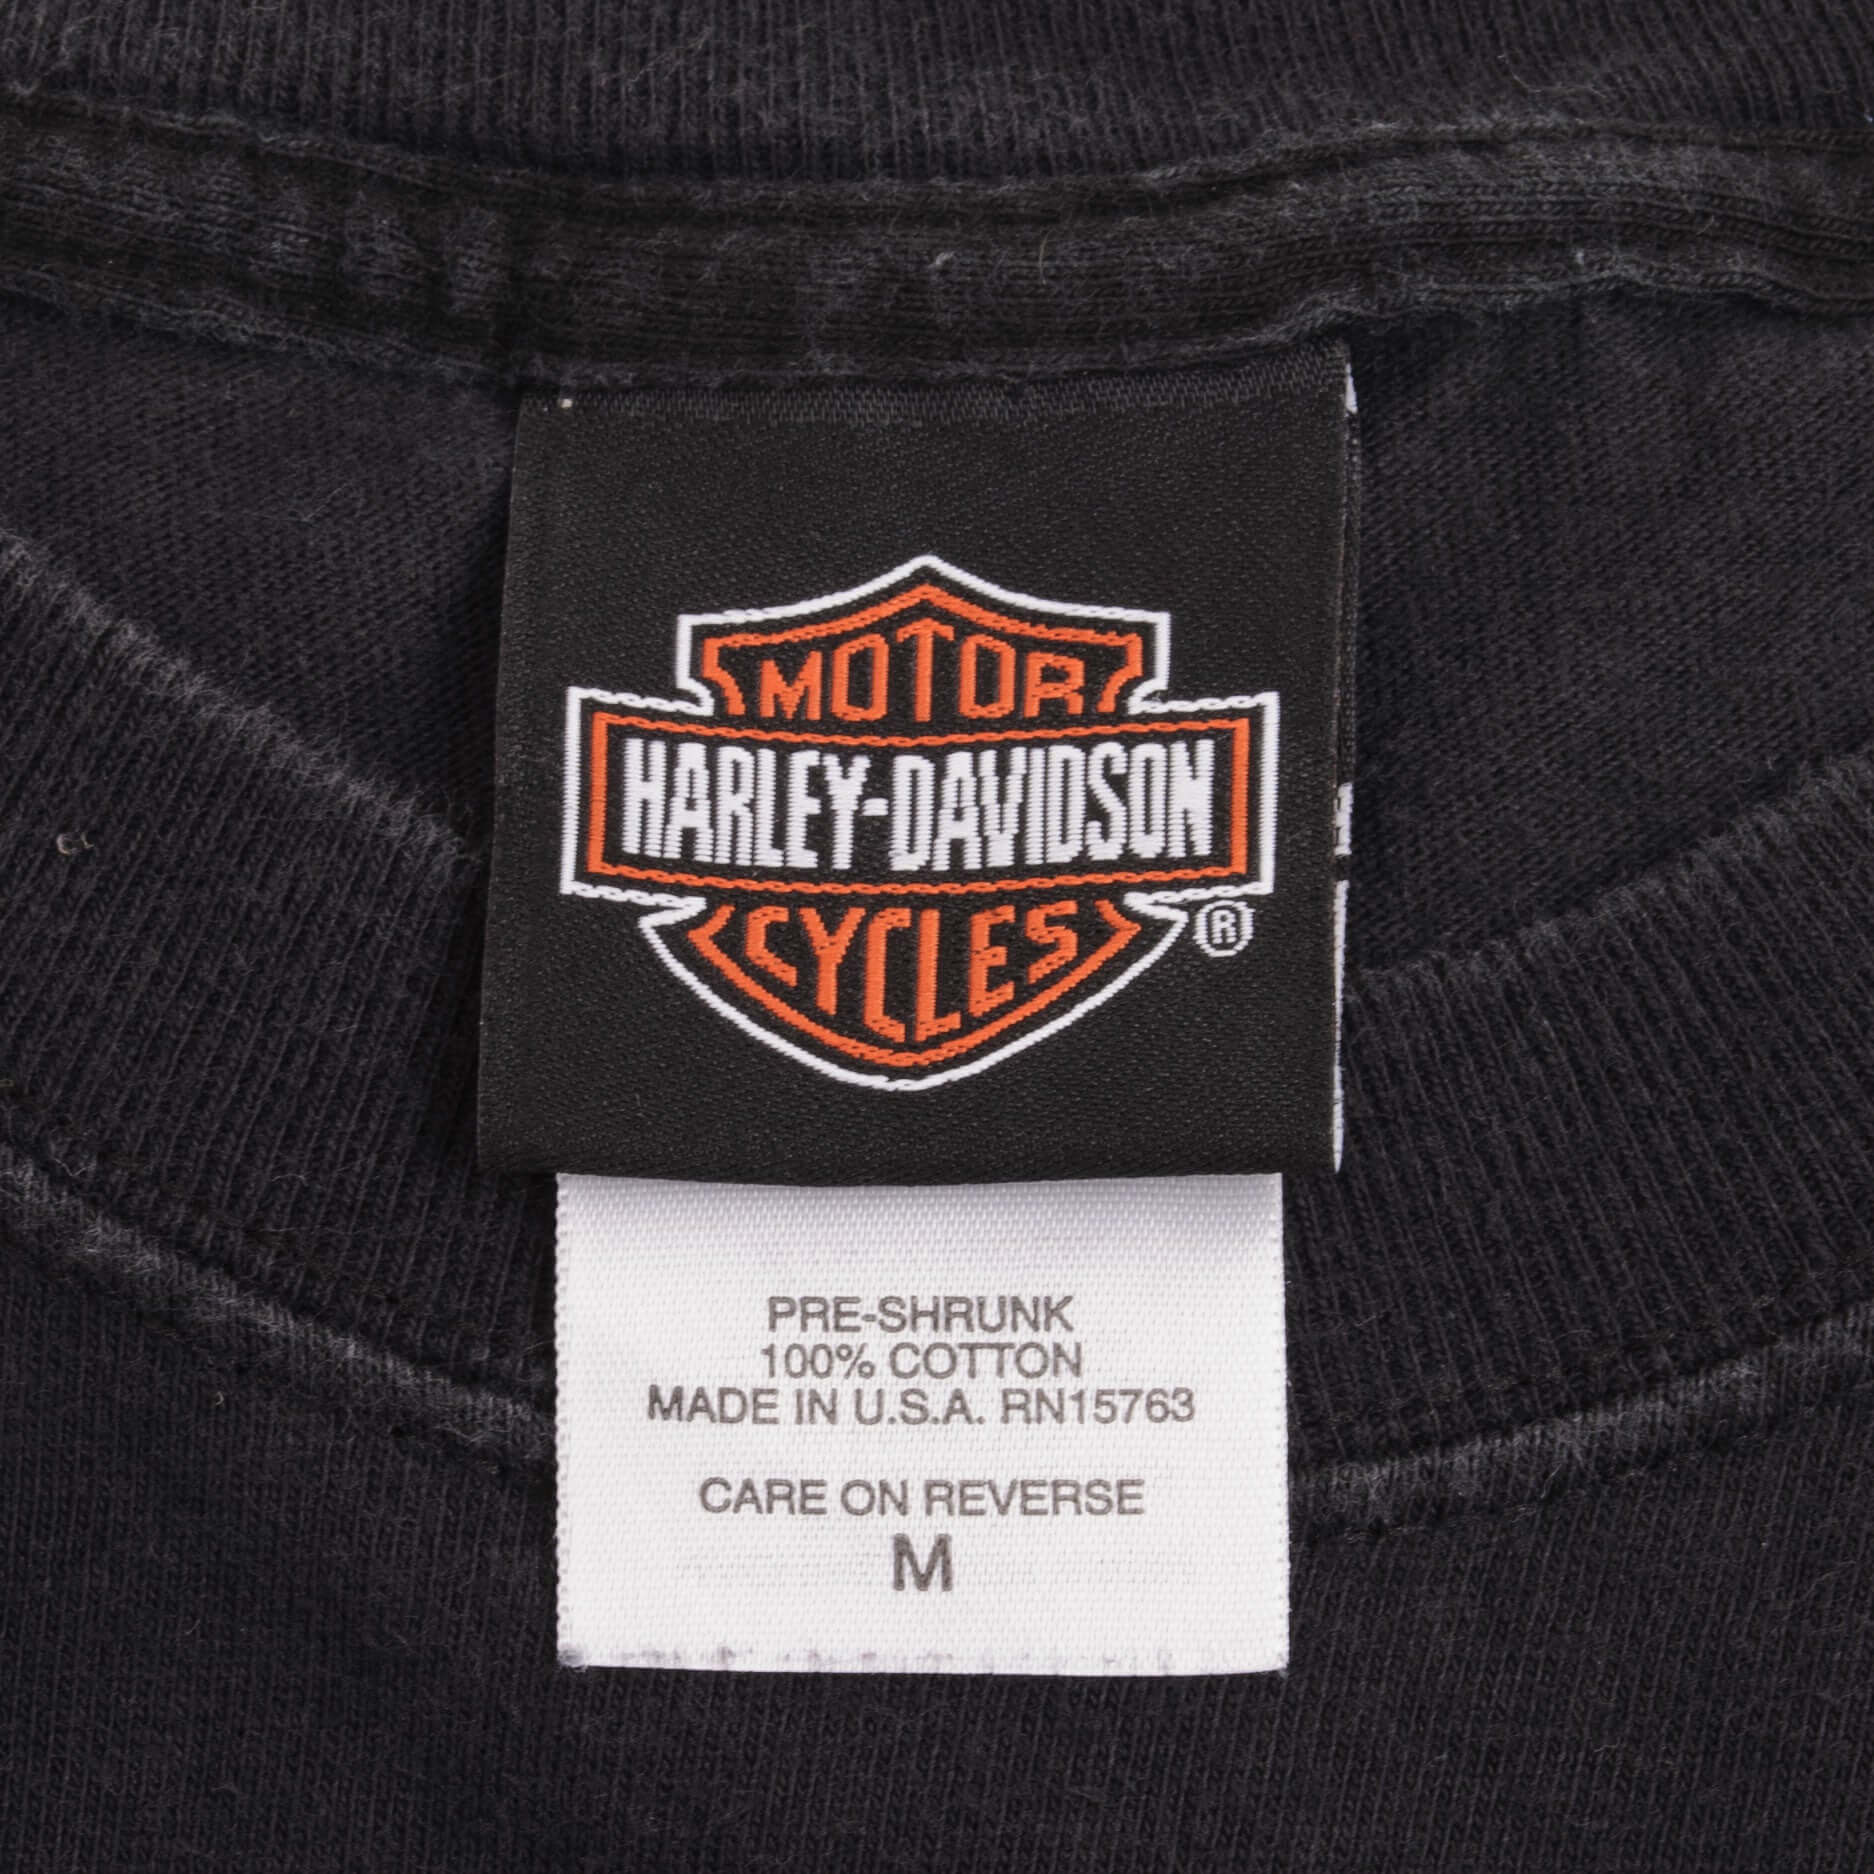 MOTOR
HARLEY-DAVIDSON
CYCLES
®
PRE-SHRUNK
100% COTTON
MADE IN U.S.A. RN15763
CARE ON REVERSE
M